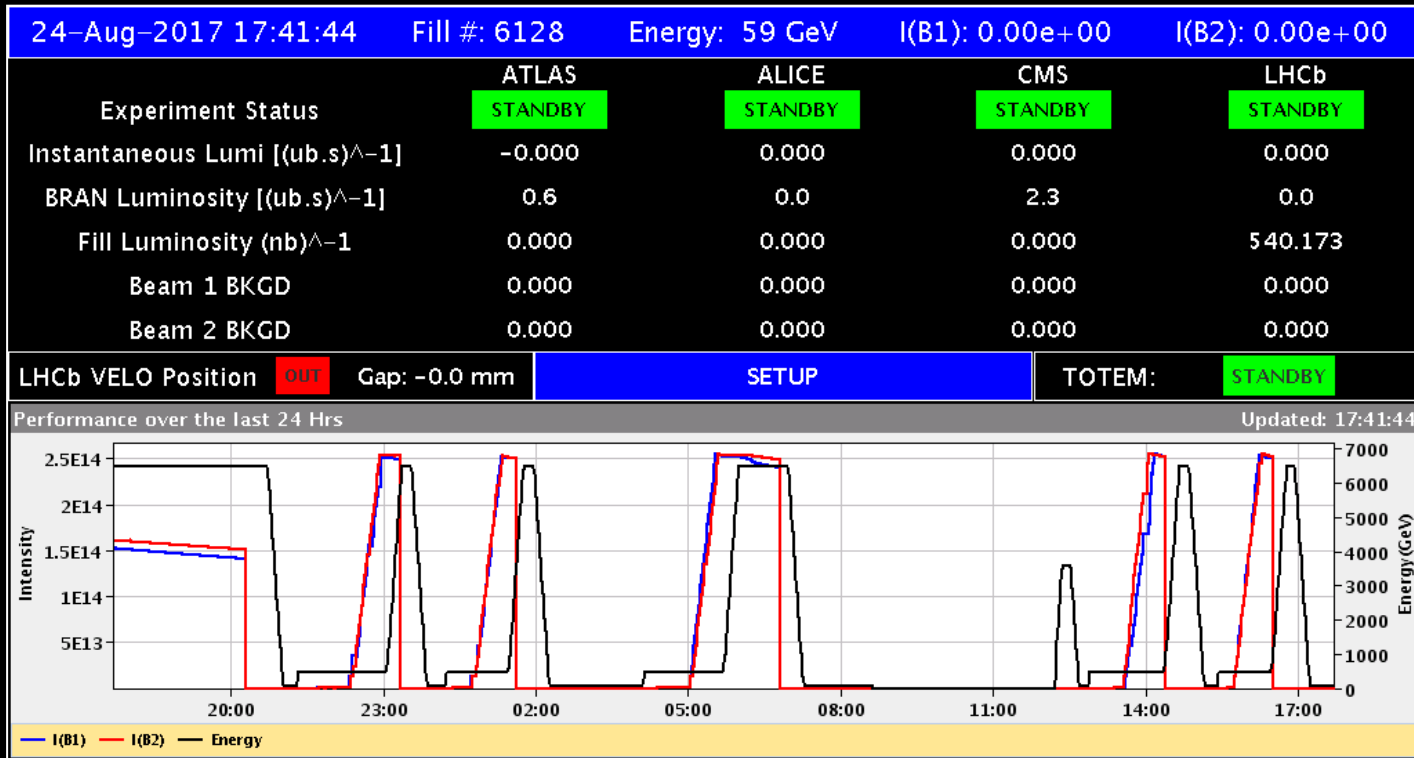 24-Aug-2017 17:41:44 Fill #: 6128 Energy: 59 GeV I(B1): 0.00e+00 I(B2): 0.00e+00
ATLAS ALICE CMS LHCb
Experiment Status STANDBY STANDBY STANDBY STANDBY
Instantaneous Lumi [(ub.s)^-1] -0.000 0.000 0.000 0.000
BRAN Luminosity [(ub.s)^-1] 0.6 0.0 2.3 0.0
Fill Luminosity (nb)^-1 0.000 0.000 0.000 540.173
Beam 1 BKGD 0.000 0.000 0.000 0.000
Beam 2 BKGD 0.000 0.000 0.000 0.000
LHCb VELO Position OUT Gap: -0.0 mm SETUP TOTEM: STANDBY
Performance over the last 24 Hrs Updated: 17:41:44
Intensity
2.5E14
2E14
1.5E14
1E14
5E13
7000
6000
5000
4000
3000
2000
1000
0
Energy(GeV)
20:00 23:00 02:00 05:00 08:00 11:00 14:00 17:00
I(B1) I(B2) Energy